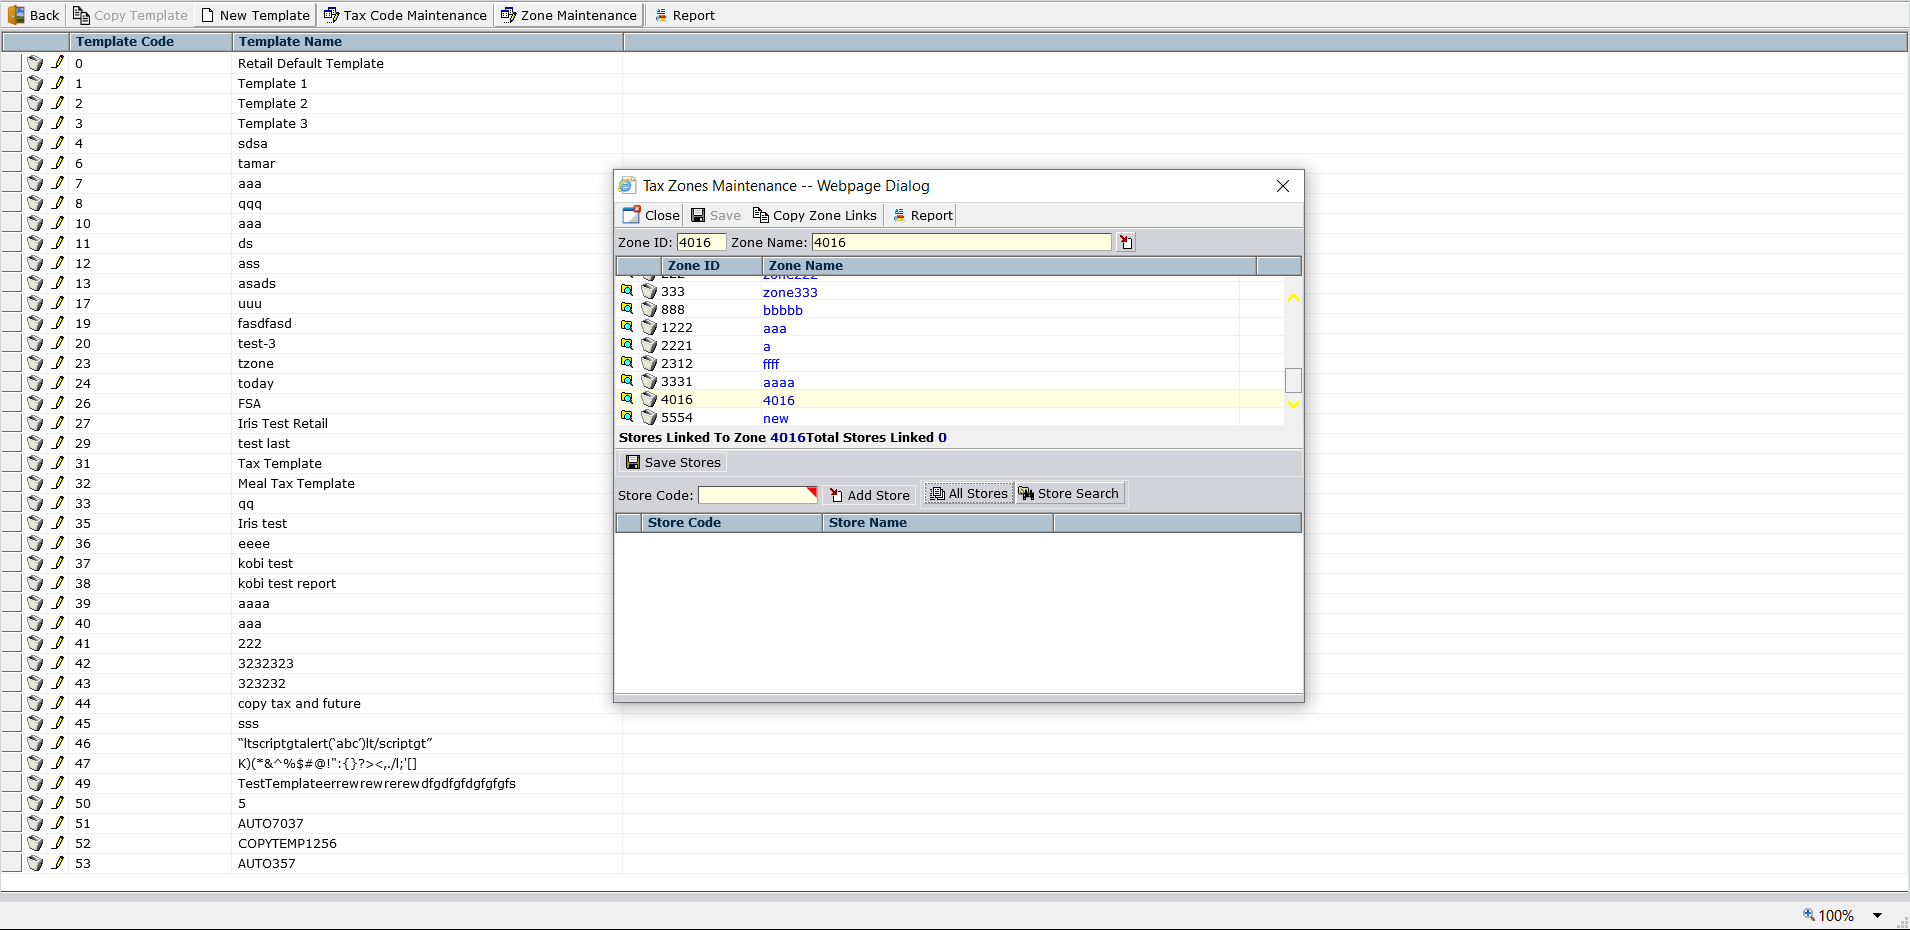 Back Copy Template New Template Tax Code Maintenance Zone Maintenance Report
Template Code Template Name
0 Retail Default Template
1 Template 1
2 Template 2
3 Template 3
4 sdsa
6 tamar
7 aaa
8 qqq
10 aaa
11 ds
12 ass
13 asads
17 uuu
19 fasdfasd
20 test-3
23 tzone
24 today
26 FSA
27 Iris Test Retail
29 test last
31 Tax Template
32 Meal Tax Template
33 qq
35 Iris test
36 eeee
37 kobi test
38 kobi test report
39 aaaa
40 aaa
41 222
42 3232323
43 323232
44 copy tax and future
45 sss
46 “ltscriptgtalert(‘abc’)lt/scriptgt”
47 K)(*&^%$#@!":{}?><,./l;'[]
49 TestTemplateerrewrewrerewdfgdfgfdgfgfgfs
50 5
51 AUTO7037
52 COPYTEMP1256
53 AUTO357
Tax Zones Maintenance -- Webpage Dialog
Close Save Copy Zone Links Report
Zone ID: 4016 Zone Name: 4016
Zone ID Zone Name
222 zone222
333 zone333
888 bbbbb
1222 aaa
2221 a
2312 ffff
3331 aaaa
4016 4016
5554 new
Stores Linked To Zone 4016Total Stores Linked 0
Save Stores
Store Code: Add Store All Stores Store Search
Store Code Store Name
100%